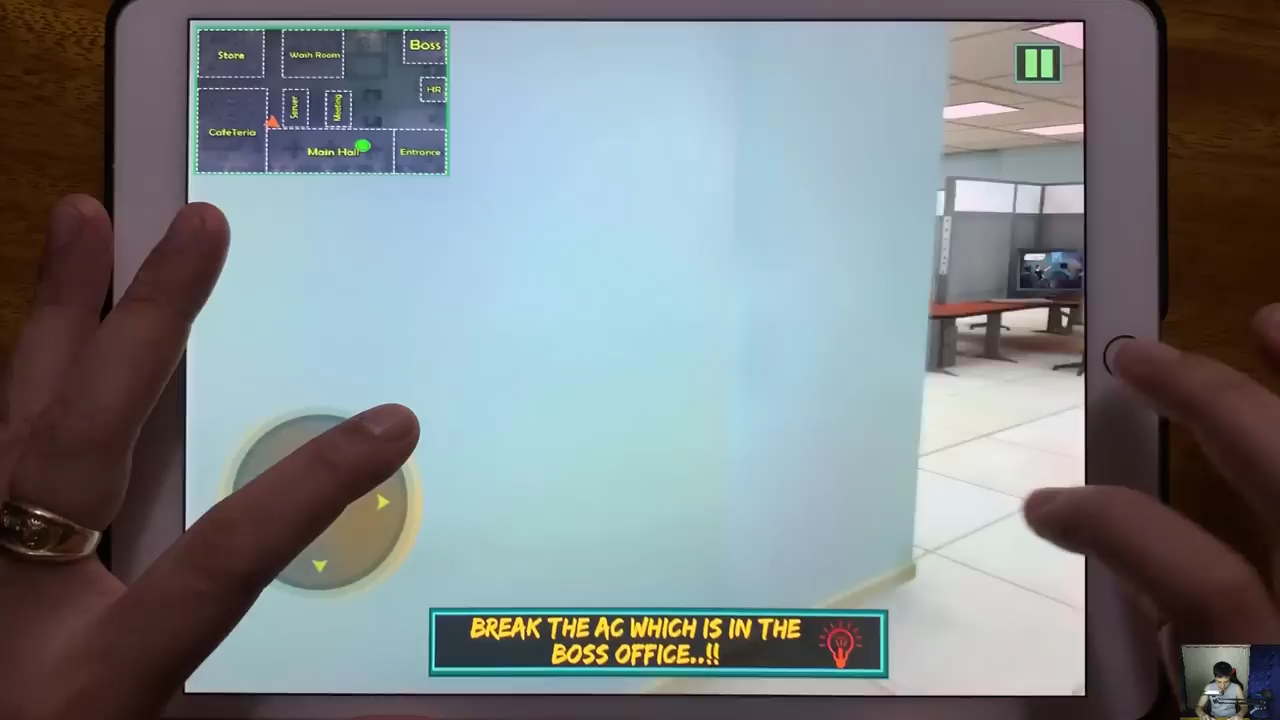 Store
Wash Room
Boss
HR
Server
Meeting
CafeTeria
Main Hall
Entrance
BREAK THE AC WHICH IS IN THE
BOSS OFFICE..!!